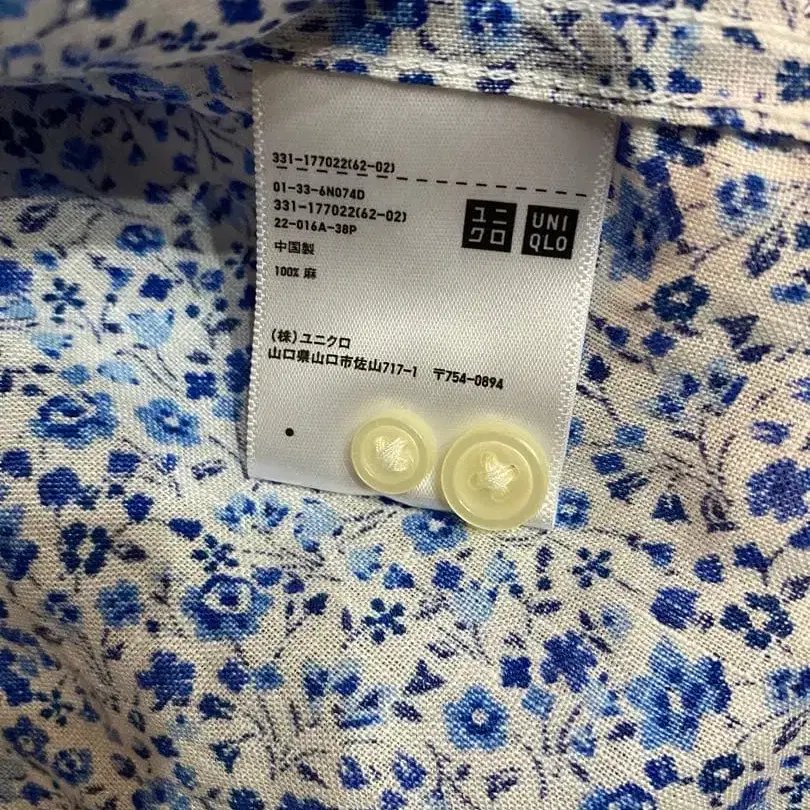 331-177022(62-02)
01-33-6N074D
331-177022(62-02)
22-016A-38P
ユニクロ
UNIQLO
中国製
100% 麻
(株)ユニクロ
山口県山口市佐山717-1 〒754-0894